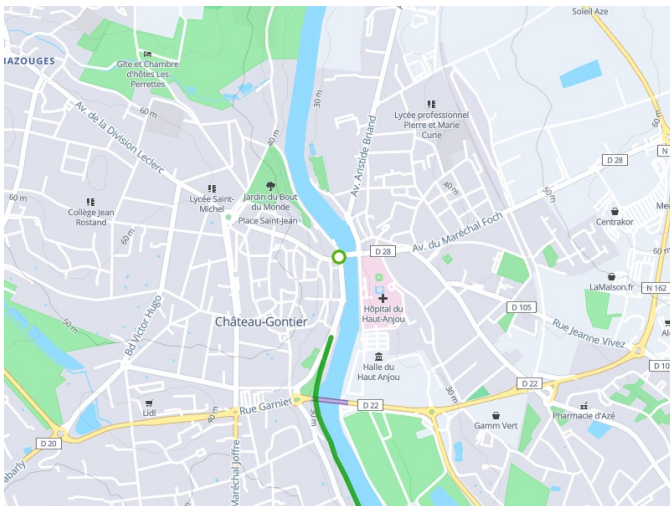 Soleil Aze
BAZOUGES
Gîte et Chambre
d'hôtes Les
Perrettes
30 m
60 m
Av. de la Division Leclerc
40 m
Av. Aristide Briand
Lycée professionnel
Pierre et Marie
Curie
60 m
N
D 28
50 m
40 m
60 m
Collège Jean
Rostand
Lycée Saint-
Michel
Jardin du Bout
du Monde
Place Saint-Jean
60 m
Av. du Maréchal Foch
D 28
Centrakor
LaMaison.fr
N 162
Hôpital du
Haut-Anjou
D 105
Rue Jeanne Vivez
Bd Victor Hugo
50 m
Château-Gontier
Halle du
Haut Anjou
D 10
30 m
D 22
Lidl
Rue Garnier
30 m
D 22
Gamm Vert
Pharmacie d'Azé
40 m
D 20
Maréchal Joffre
abarly